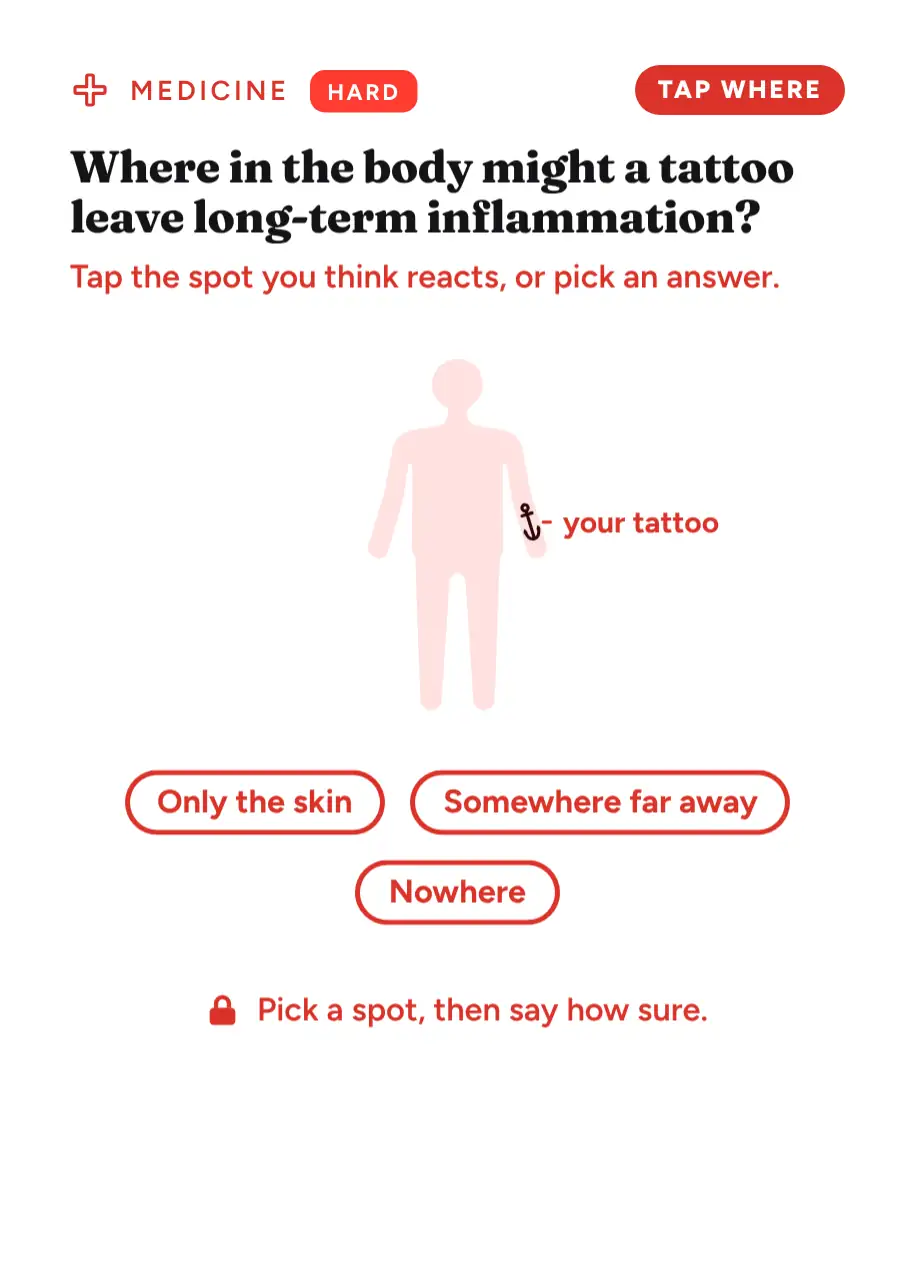 MEDICINE HARD TAP WHERE
Where in the body might a tattoo
leave long-term inflammation?
Tap the spot you think reacts, or pick an answer.
your tattoo
Only the skin
Somewhere far away
Nowhere
Pick a spot, then say how sure.